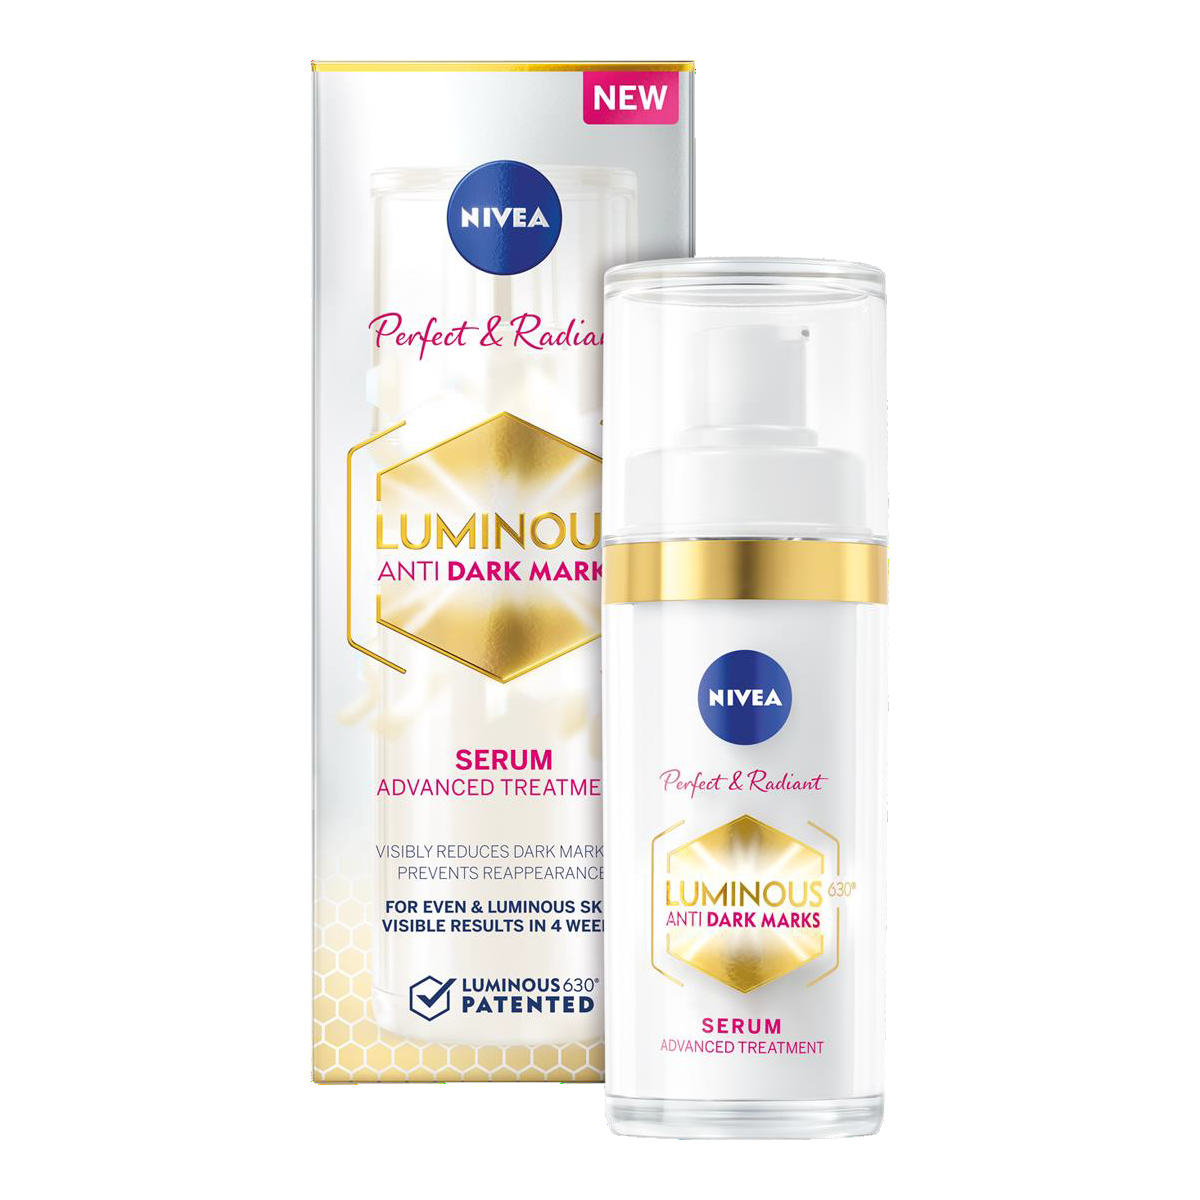 NEW
NIVEA
Perfect & Radian
LUMINOU
ANTI DARK MARK
SERUM
ADVANCED TREATME
VISIBLY REDUCES DARK MARK
PREVENTS REAPPEARANCE
FOR EVEN & LUMINOUS SK
VISIBLE RESULTS IN 4 WEE
LUMINOUS630®
PATENTED
NIVEA
Perfect & Radiant
LUMINOUS630®
ANTI DARK MARKS
SERUM
ADVANCED TREATMENT